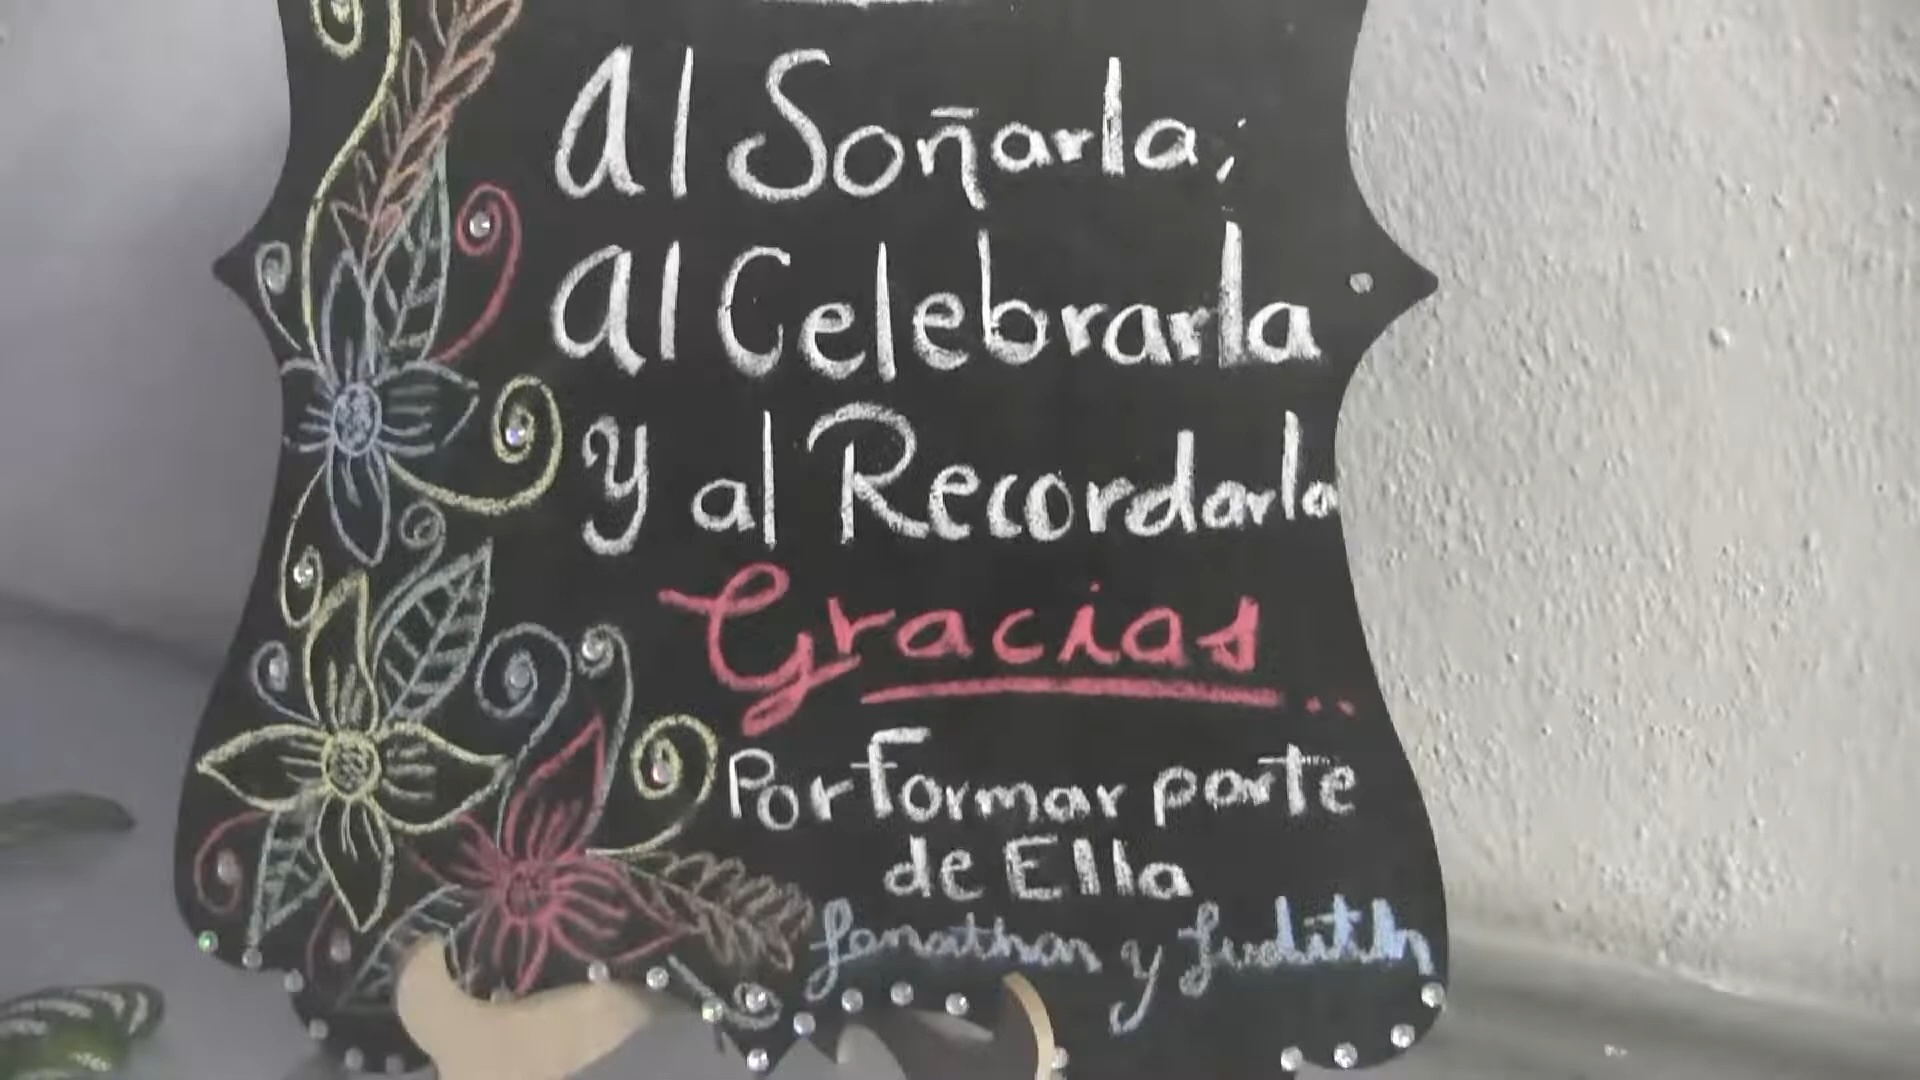 Al Soñarla,
Al Celebrarla
Y al Recordarla
Gracias..
Por Formar parte
de Ella
Jonathan y Judith